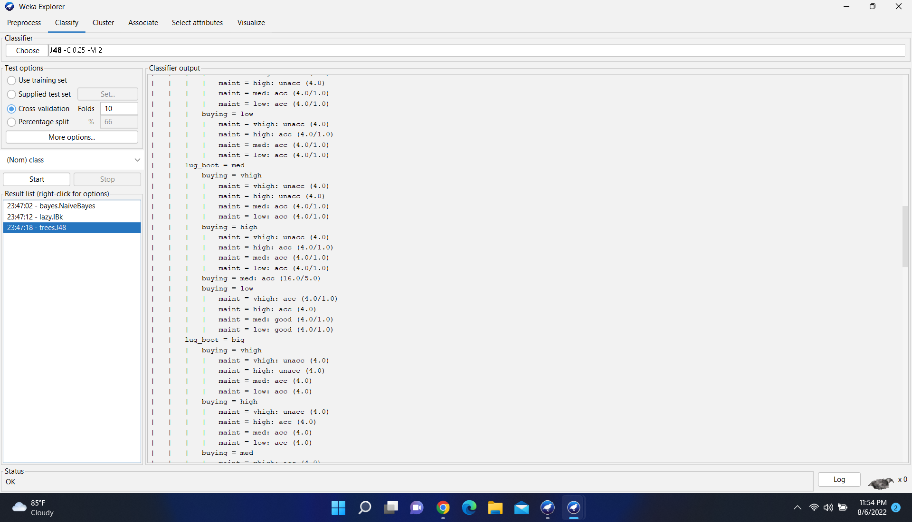 Weka Explorer
Preprocess Classify Cluster Associate Select attributes Visualize
Classifier
Choose J48 -C 0.25 -M 2
Test options
Use training set
Supplied test set Set...
Cross-validation Folds 10
Percentage split % 66
More options...
(Nom) class
Start Stop
Result list (right-click for options)
23:47:02 - bayes.NaiveBayes
23:47:12 - lazy.IBk
23:47:18 - trees.J48
Classifier output
| | | | maint = high: unacc (4.0)
| | | | maint = med: acc (4.0/1.0)
| | | | maint = low: acc (4.0/1.0)
| | | buying = low
| | | | maint = vhigh: unacc (4.0)
| | | | maint = high: acc (4.0/1.0)
| | | | maint = med: acc (4.0/1.0)
| | | | maint = low: acc (4.0/1.0)
| | lug_boot = med
| | | buying = vhigh
| | | | maint = vhigh: unacc (4.0)
| | | | maint = high: unacc (4.0)
| | | | maint = med: acc (4.0/1.0)
| | | | maint = low: acc (4.0/1.0)
| | | buying = high
| | | | maint = vhigh: unacc (4.0)
| | | | maint = high: acc (4.0/1.0)
| | | | maint = med: acc (4.0/1.0)
| | | | maint = low: acc (4.0/1.0)
| | | buying = med: acc (16.0/5.0)
| | | buying = low
| | | | maint = vhigh: acc (4.0/1.0)
| | | | maint = high: acc (4.0)
| | | | maint = med: good (4.0/1.0)
| | | | maint = low: good (4.0/1.0)
| | lug_boot = big
| | | buying = vhigh
| | | | maint = vhigh: unacc (4.0)
| | | | maint = high: unacc (4.0)
| | | | maint = med: acc (4.0)
| | | | maint = low: acc (4.0)
| | | buying = high
| | | | maint = vhigh: unacc (4.0)
| | | | maint = high: acc (4.0)
| | | | maint = med: acc (4.0)
| | | | maint = low: acc (4.0)
| | | buying = med
| | | | maint = vhigh: acc (4.0)
Status
OK
Log
x 0
85°F
Cloudy
11:54 PM
8/6/2022
2